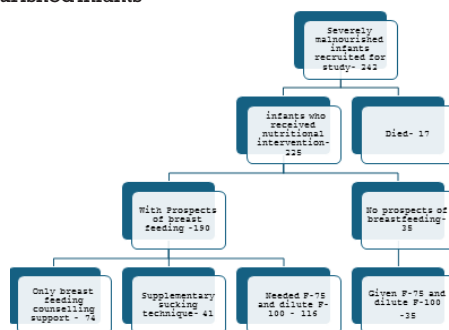 Severely
malnourished
infants
recruited for
study- 242
infants who
received
nutritional
intervention-
225
Died- 17
With Prospects
of breast
feeding -190
No prospects of
breastfeeding-
35
Only breast
feeding
counselling
support - 74
Supplementary
sucking
technique- 41
Needed F-75
and dilute F-
100 - 116
Given F-75 and
dilute F-100
-35